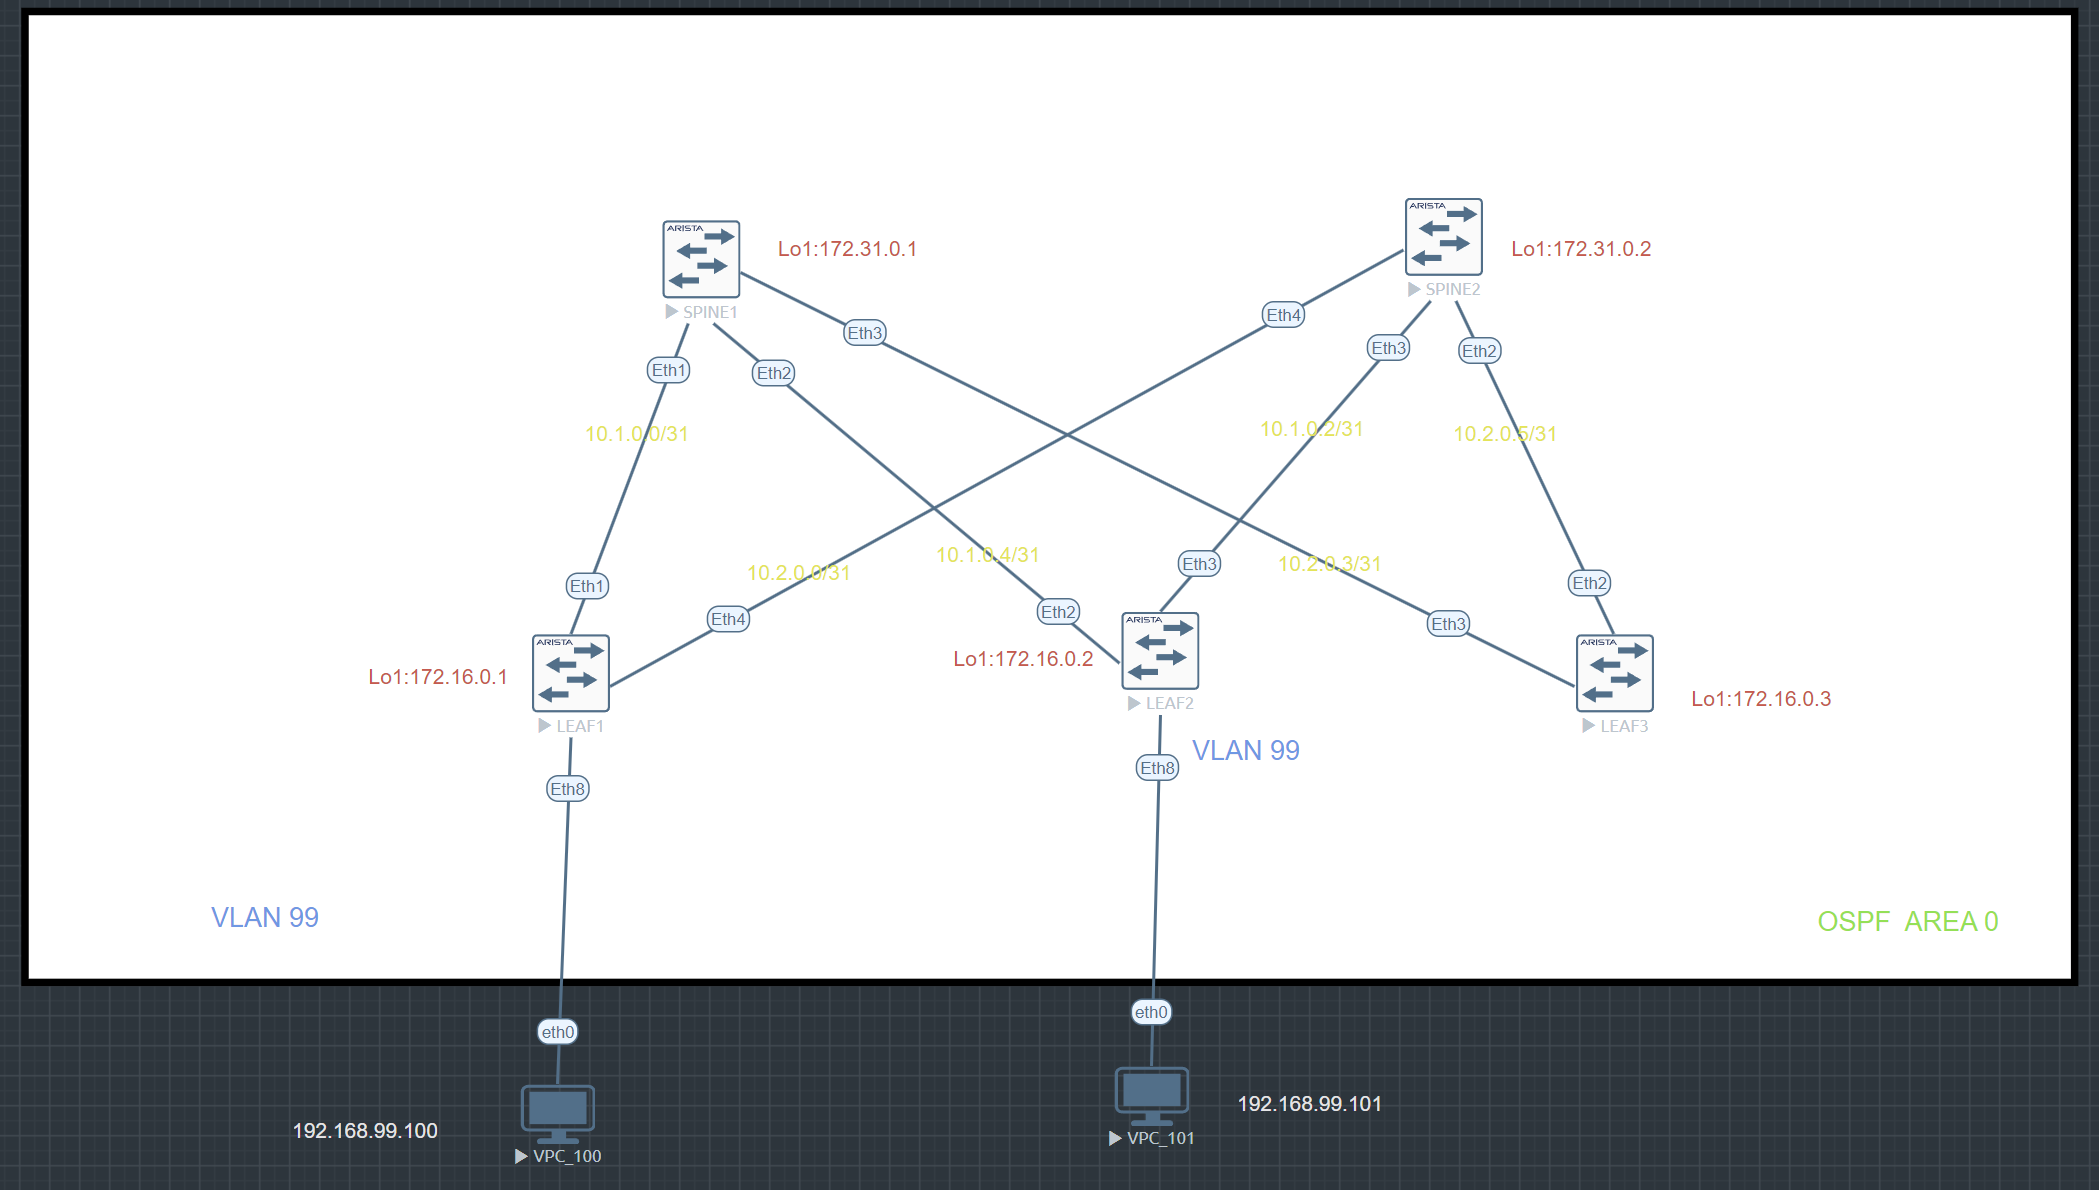 ARISTA
ARISTA
Lo1:172.31.0.1
Lo1:172.31.0.2
SPINE1
SPINE2
Eth3
Eth4
Eth1
Eth2
Eth3
Eth2
10.1.0.0/31
10.1.0.2/31
10.2.0.5/31
10.2.0.0/31
10.1.0.4/31
10.2.0.3/31
Eth1
Eth4
Eth2
Eth3
Eth3
Eth2
ARISTA
ARISTA
ARISTA
Lo1:172.16.0.1
Lo1:172.16.0.2
Lo1:172.16.0.3
LEAF1
LEAF2
LEAF3
VLAN 99
Eth8
Eth8
VLAN 99
OSPF AREA 0
eth0
eth0
192.168.99.100
192.168.99.101
VPC_100
VPC_101